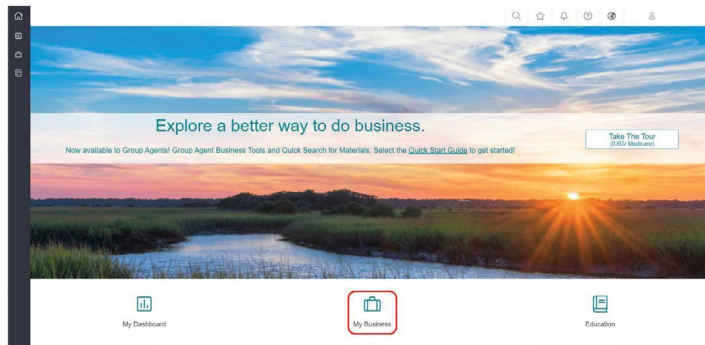 Explore a better way to do business.
Now available to Group Agents! Group Agent Business Tools and Quick Search for Materials. Select the Quick Start Guide to get started!
Take The Tour
(IU65/ Medicare)
My Dashboard
My Business
Education